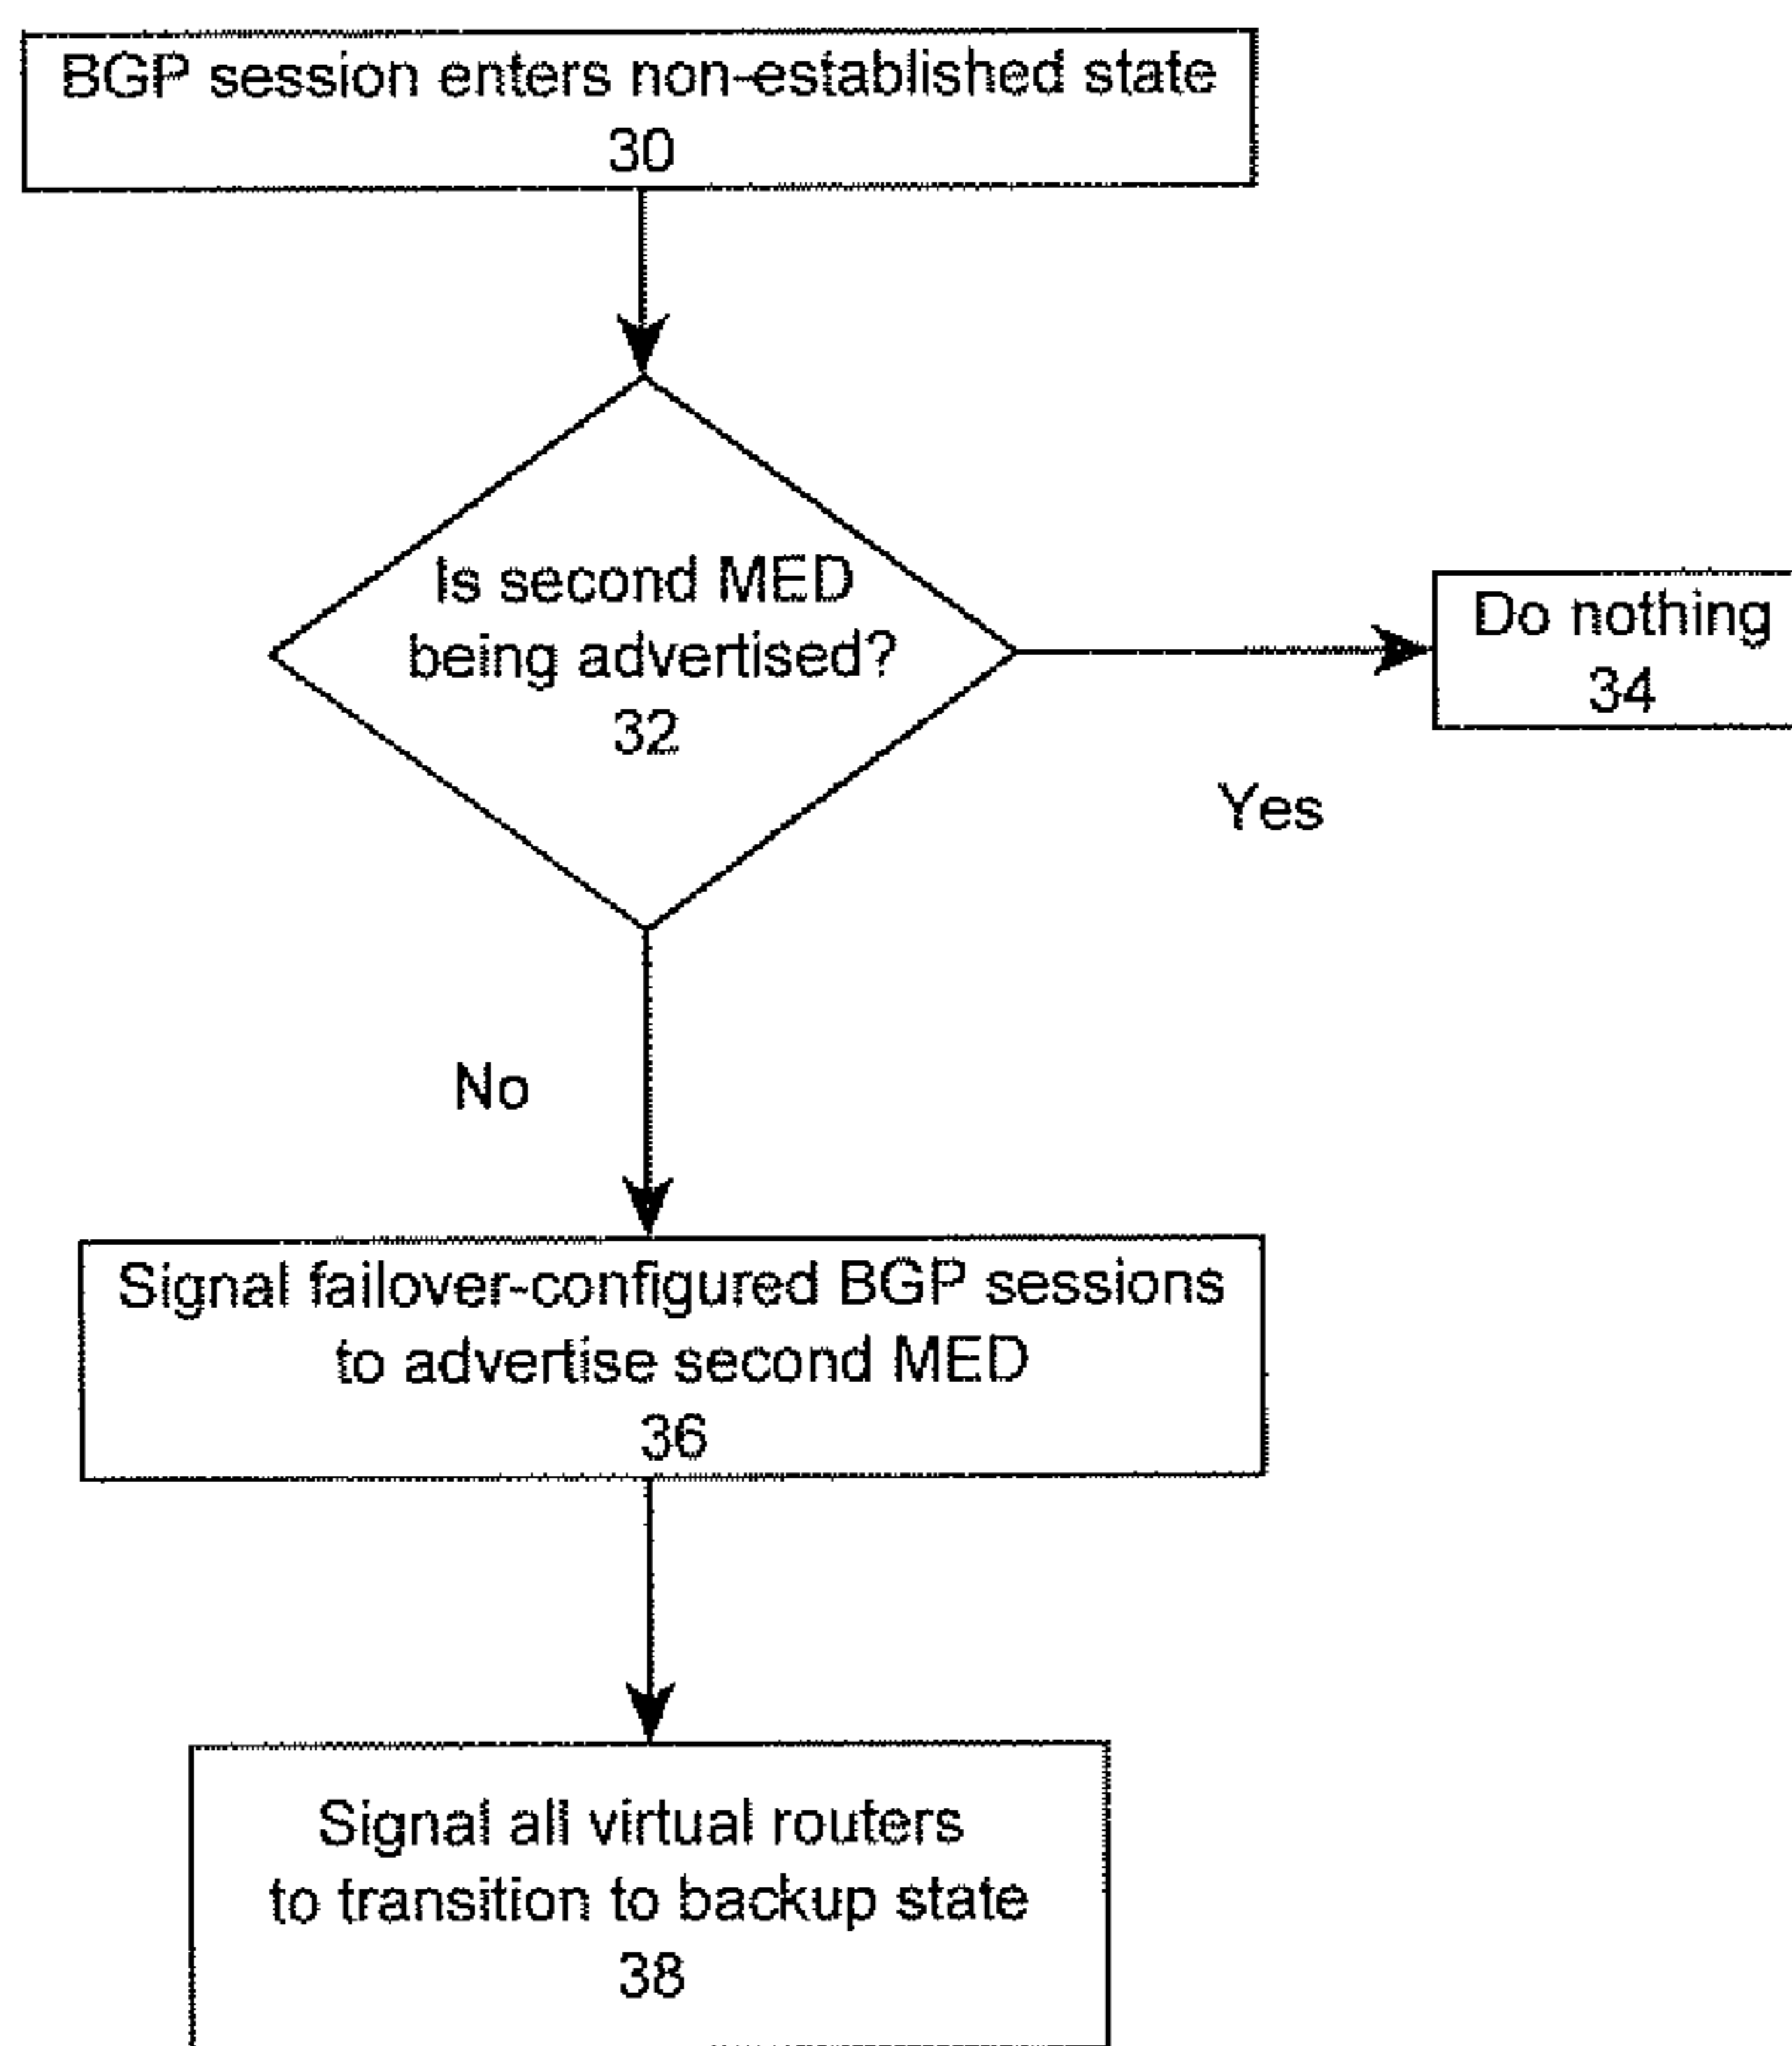 BGP session enters non-established state
30
Is second MED
being advertised?
32
Do nothing
34
Yes
No
Signal failover-configured BGP sessions
to advertise second MED
36
Signal all virtual routers
to transition to backup state
38